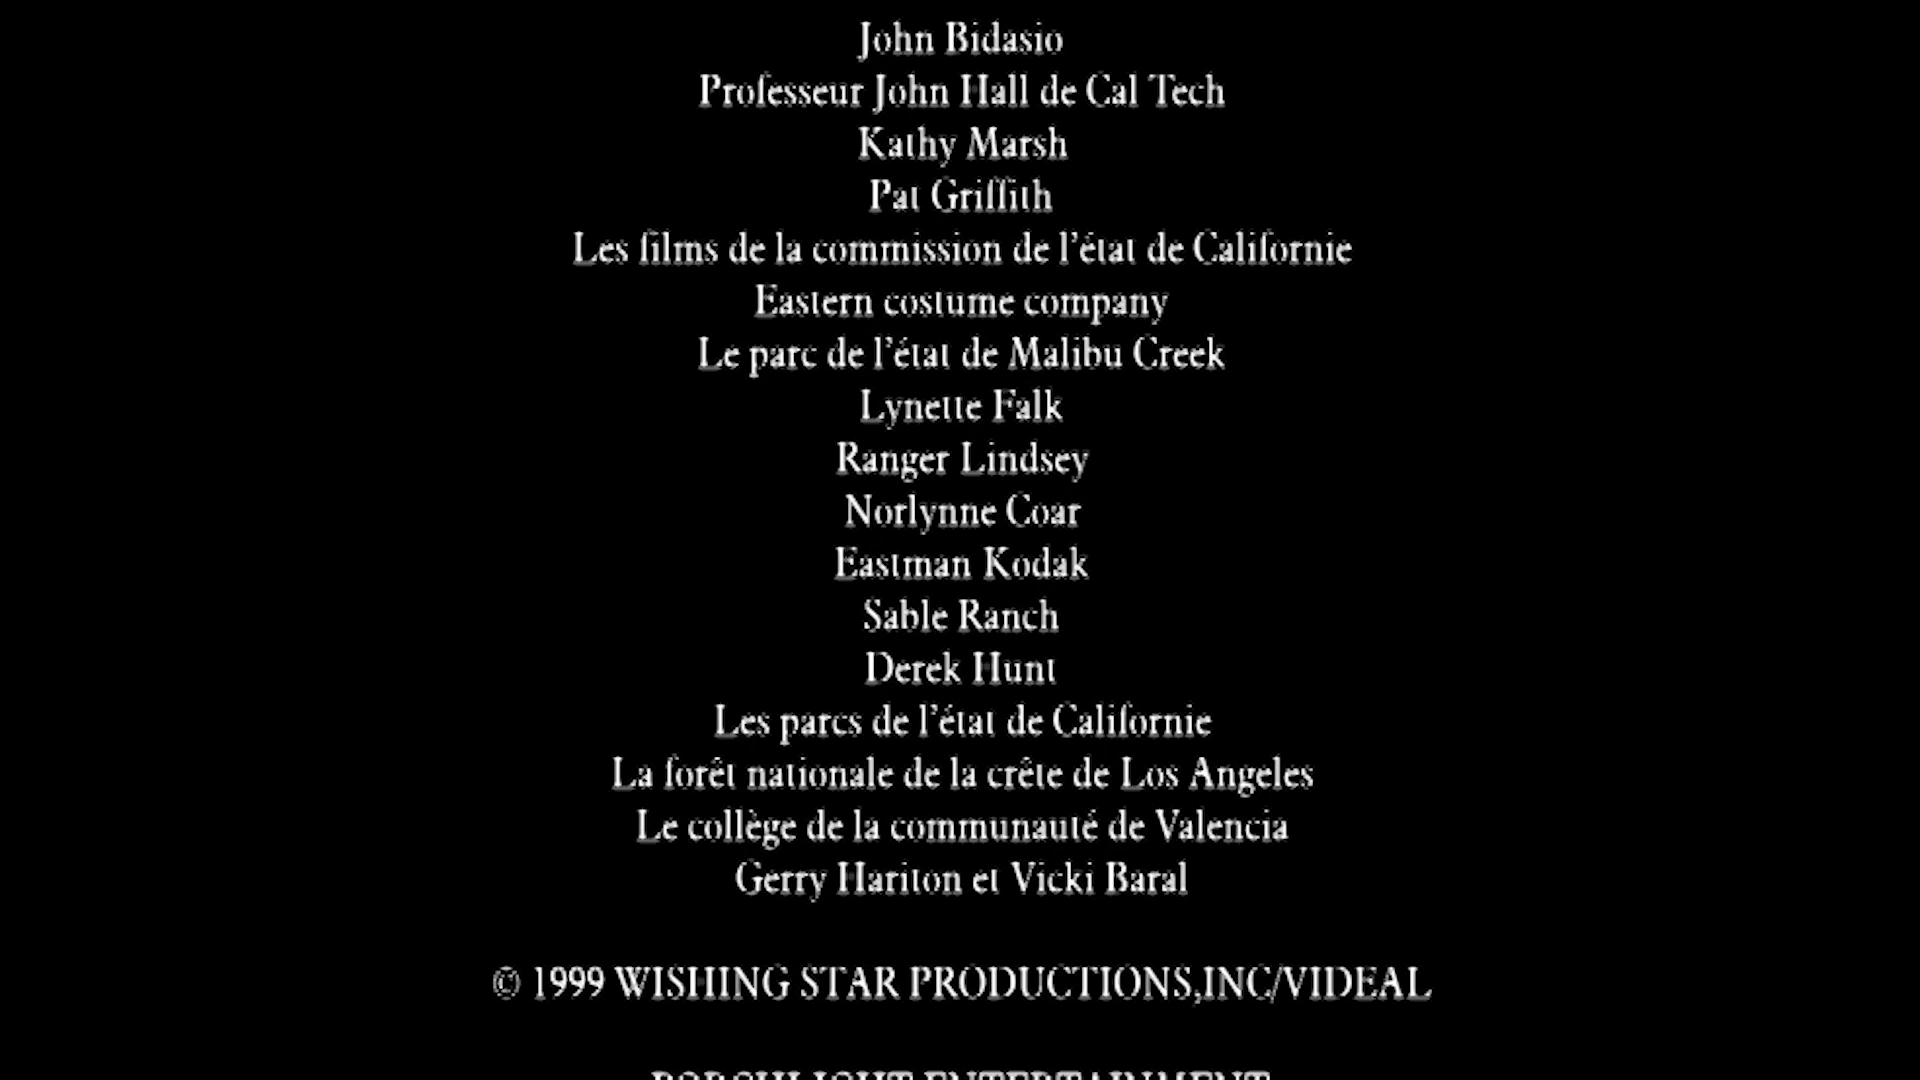 John Bidasio
Professeur John Hall de Cal Tech
Kathy Marsh
Pat Griffith
Les films de la commission de l'état de Californie
Eastern costume company
Le parc de l'état de Malibu Creek
Lynette Falk
Ranger Lindsey
Norlynne Coar
Eastman Kodak
Sable Ranch
Derek Hunt
Les parcs de l'état de Californie
La forêt nationale de la crête de Los Angeles
Le collège de la communauté de Valencia
Gerry Hariton et Vicki Baral
© 1999 WISHING STAR PRODUCTIONS,INC/VIDEAL
PORCHLIGHT ENTERTAINMENT